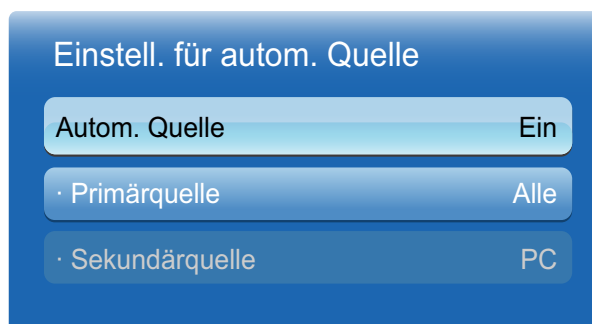 Einstell. für autom. Quelle
Autom. Quelle Ein
· Primärquelle Alle
· Sekundärquelle PC